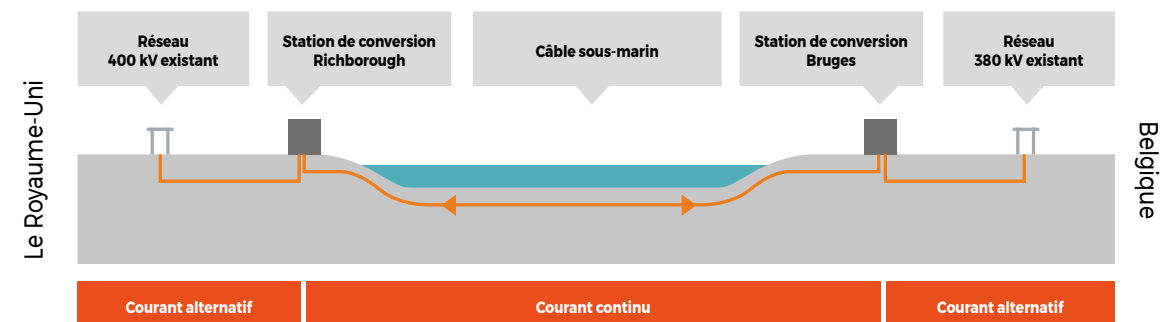 Réseau
400 kV existant
Station de conversion
Richborough
Câble sous-marin
Station de conversion
Bruges
Réseau
380 kV existant
Le Royaume-Uni
Belgique
Courant alternatif
Courant continu
Courant alternatif